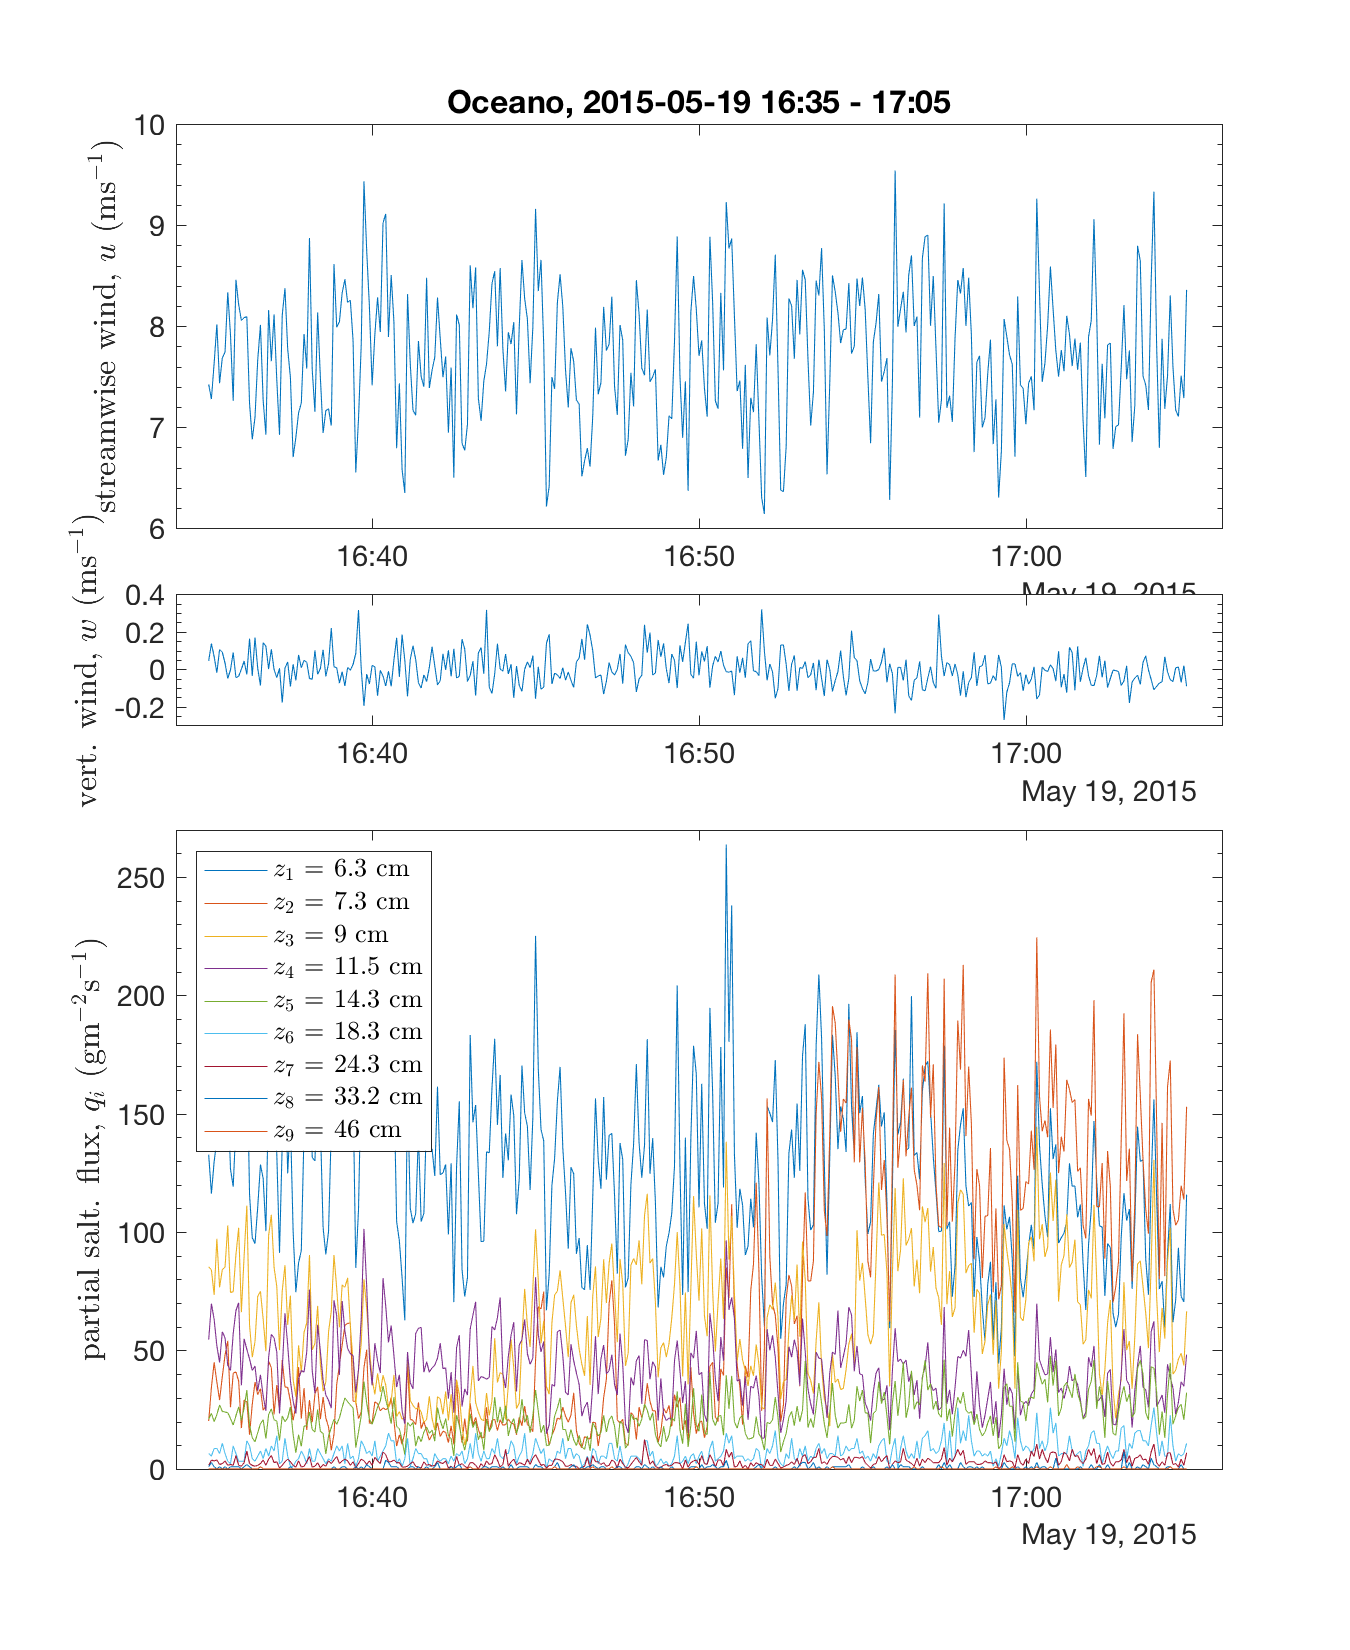 Oceano, 2015-05-19 16:35 - 17:05
streamwise wind, u (ms⁻¹)
10
9
8
7
6
16:40 16:50 17:00
May 19, 2015
vert. wind, w (ms⁻¹)
0.4
0.2
0
-0.2
16:40 16:50 17:00
May 19, 2015
partial salt. flux, qᵢ (gm⁻²s⁻¹)
250
200
150
100
50
0
z₁ = 6.3 cm
z₂ = 7.3 cm
z₃ = 9 cm
z₄ = 11.5 cm
z₅ = 14.3 cm
z₆ = 18.3 cm
z₇ = 24.3 cm
z₈ = 33.2 cm
z₉ = 46 cm
16:40 16:50 17:00
May 19, 2015